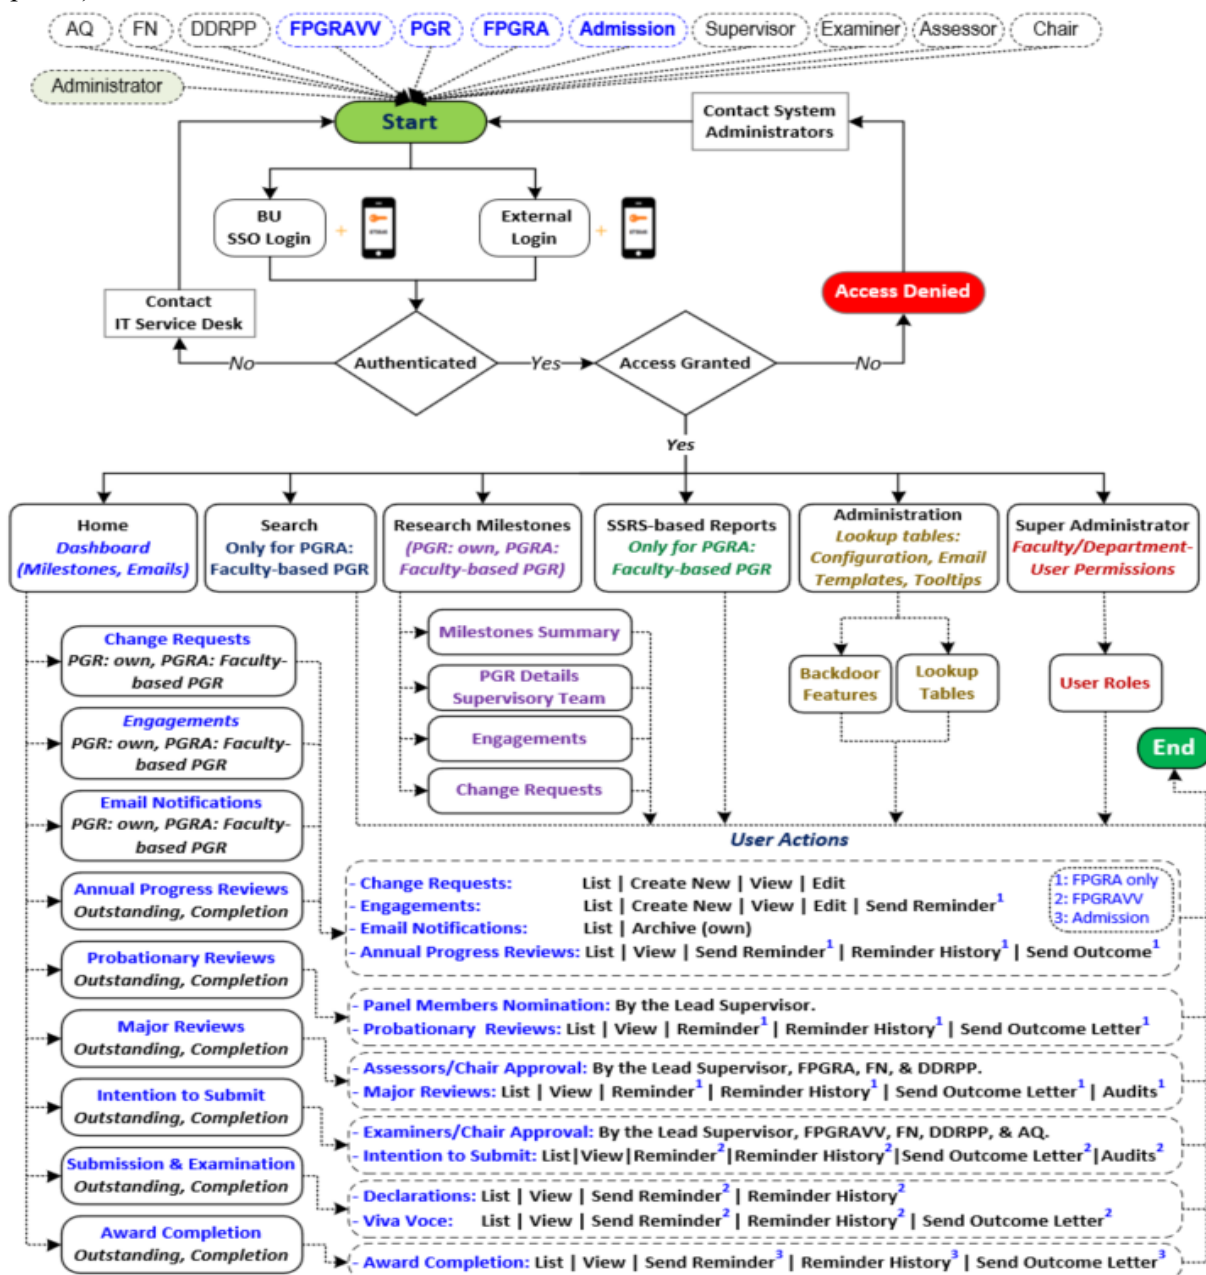 AQ
FN
DDRPP
FPGRAVV
PGR
FPGRA
Admission
Supervisor
Examiner
Assessor
Chair
Administrator
Start
Contact System
Administrators
BU
SSO Login
+
External
Login
+
Access Denied
Contact
IT Service Desk
No
Authenticated
Yes
Access Granted
No
Yes
Home
Dashboard
(Milestones, Emails)
Search
Only for PGRA:
Faculty-based PGR
Research Milestones
(PGR: own, PGRA:
Faculty-based PGR)
SSRS-based Reports
Only for PGRA:
Faculty-based PGR
Administration
Lookup tables:
Configuration, Email
Templates, Tooltips
Super Administrator
Faculty/Department-
User Permissions
Change Requests
PGR: own, PGRA: Faculty-
based PGR
Engagements
PGR: own, PGRA: Faculty-
based PGR
Email Notifications
PGR: own, PGRA: Faculty-
based PGR
Annual Progress Reviews
Outstanding, Completion
Probationary Reviews
Outstanding, Completion
Major Reviews
Outstanding, Completion
Intention to Submit
Outstanding, Completion
Submission & Examination
Outstanding, Completion
Award Completion
Outstanding, Completion
Milestones Summary
PGR Details
Supervisory Team
Engagements
Change Requests
Backdoor
Features
Lookup
Tables
User Roles
End
User Actions
- Change Requests: List | Create New | View | Edit
- Engagements: List | Create New | View | Edit | Send Reminder1
- Email Notifications: List | Archive (own)
- Annual Progress Reviews: List | View | Send Reminder1 | Reminder History1 | Send Outcome1
1: FPGRA only
2: FPGRAVV
3: Admission
- Panel Members Nomination: By the Lead Supervisor.
- Probationary Reviews: List | View | Reminder1 | Reminder History1 | Send Outcome Letter1
- Assessors/Chair Approval: By the Lead Supervisor, FPGRA, FN, & DDRPP.
- Major Reviews: List | View | Reminder1 | Reminder History1 | Send Outcome Letter1 | Audits1
- Examiners/Chair Approval: By the Lead Supervisor, FPGRAVV, FN, DDRPP, & AQ.
- Intention to Submit: List|View|Reminder2|Reminder History2|Send Outcome Letter2|Audits2
- Declarations: List | View | Send Reminder2 | Reminder History2
- Viva Voce: List | View | Send Reminder2 | Reminder History2 | Send Outcome Letter2
- Award Completion: List | View | Send Reminder3 | Reminder History3 | Send Outcome Letter3